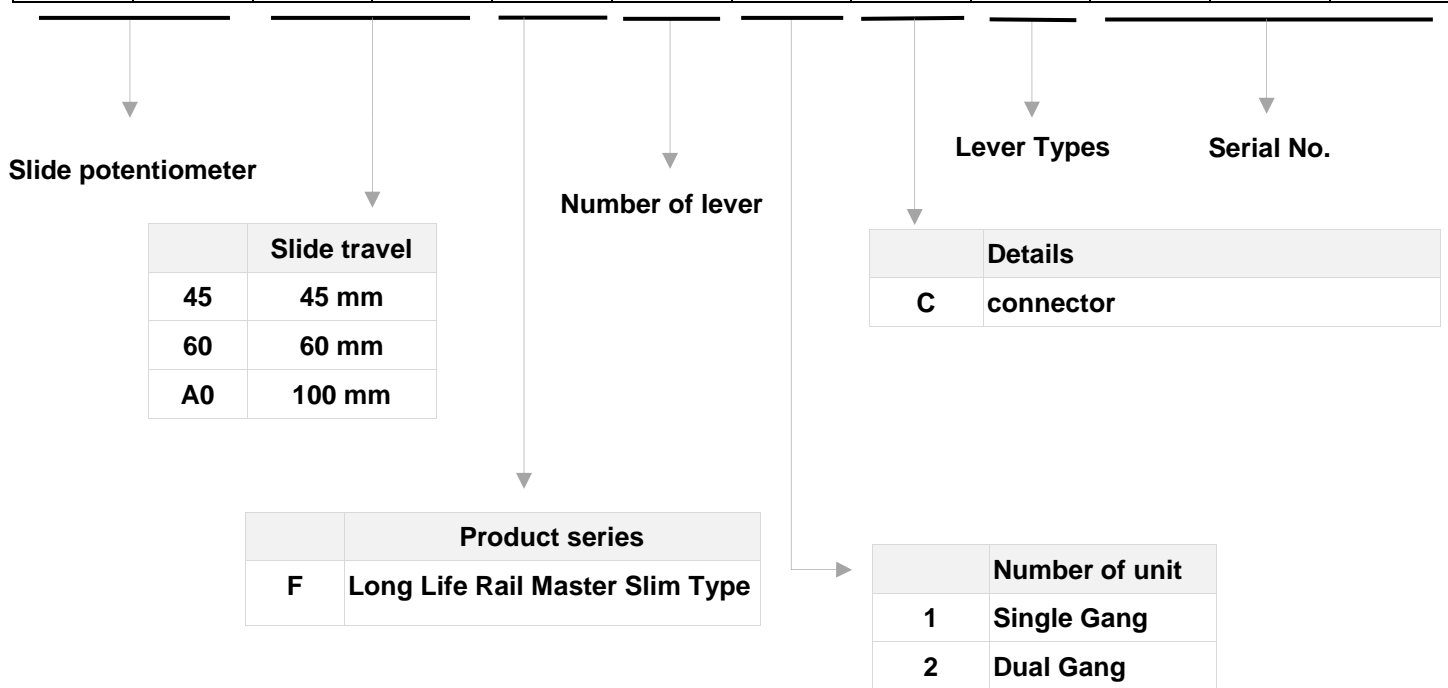 Slide potentiometer
Number of lever
Lever Types
Serial No.
Slide travel
45 45 mm
60 60 mm
A0 100 mm
Details
C connector
Product series
F Long Life Rail Master Slim Type
Number of unit
1 Single Gang
2 Dual Gang